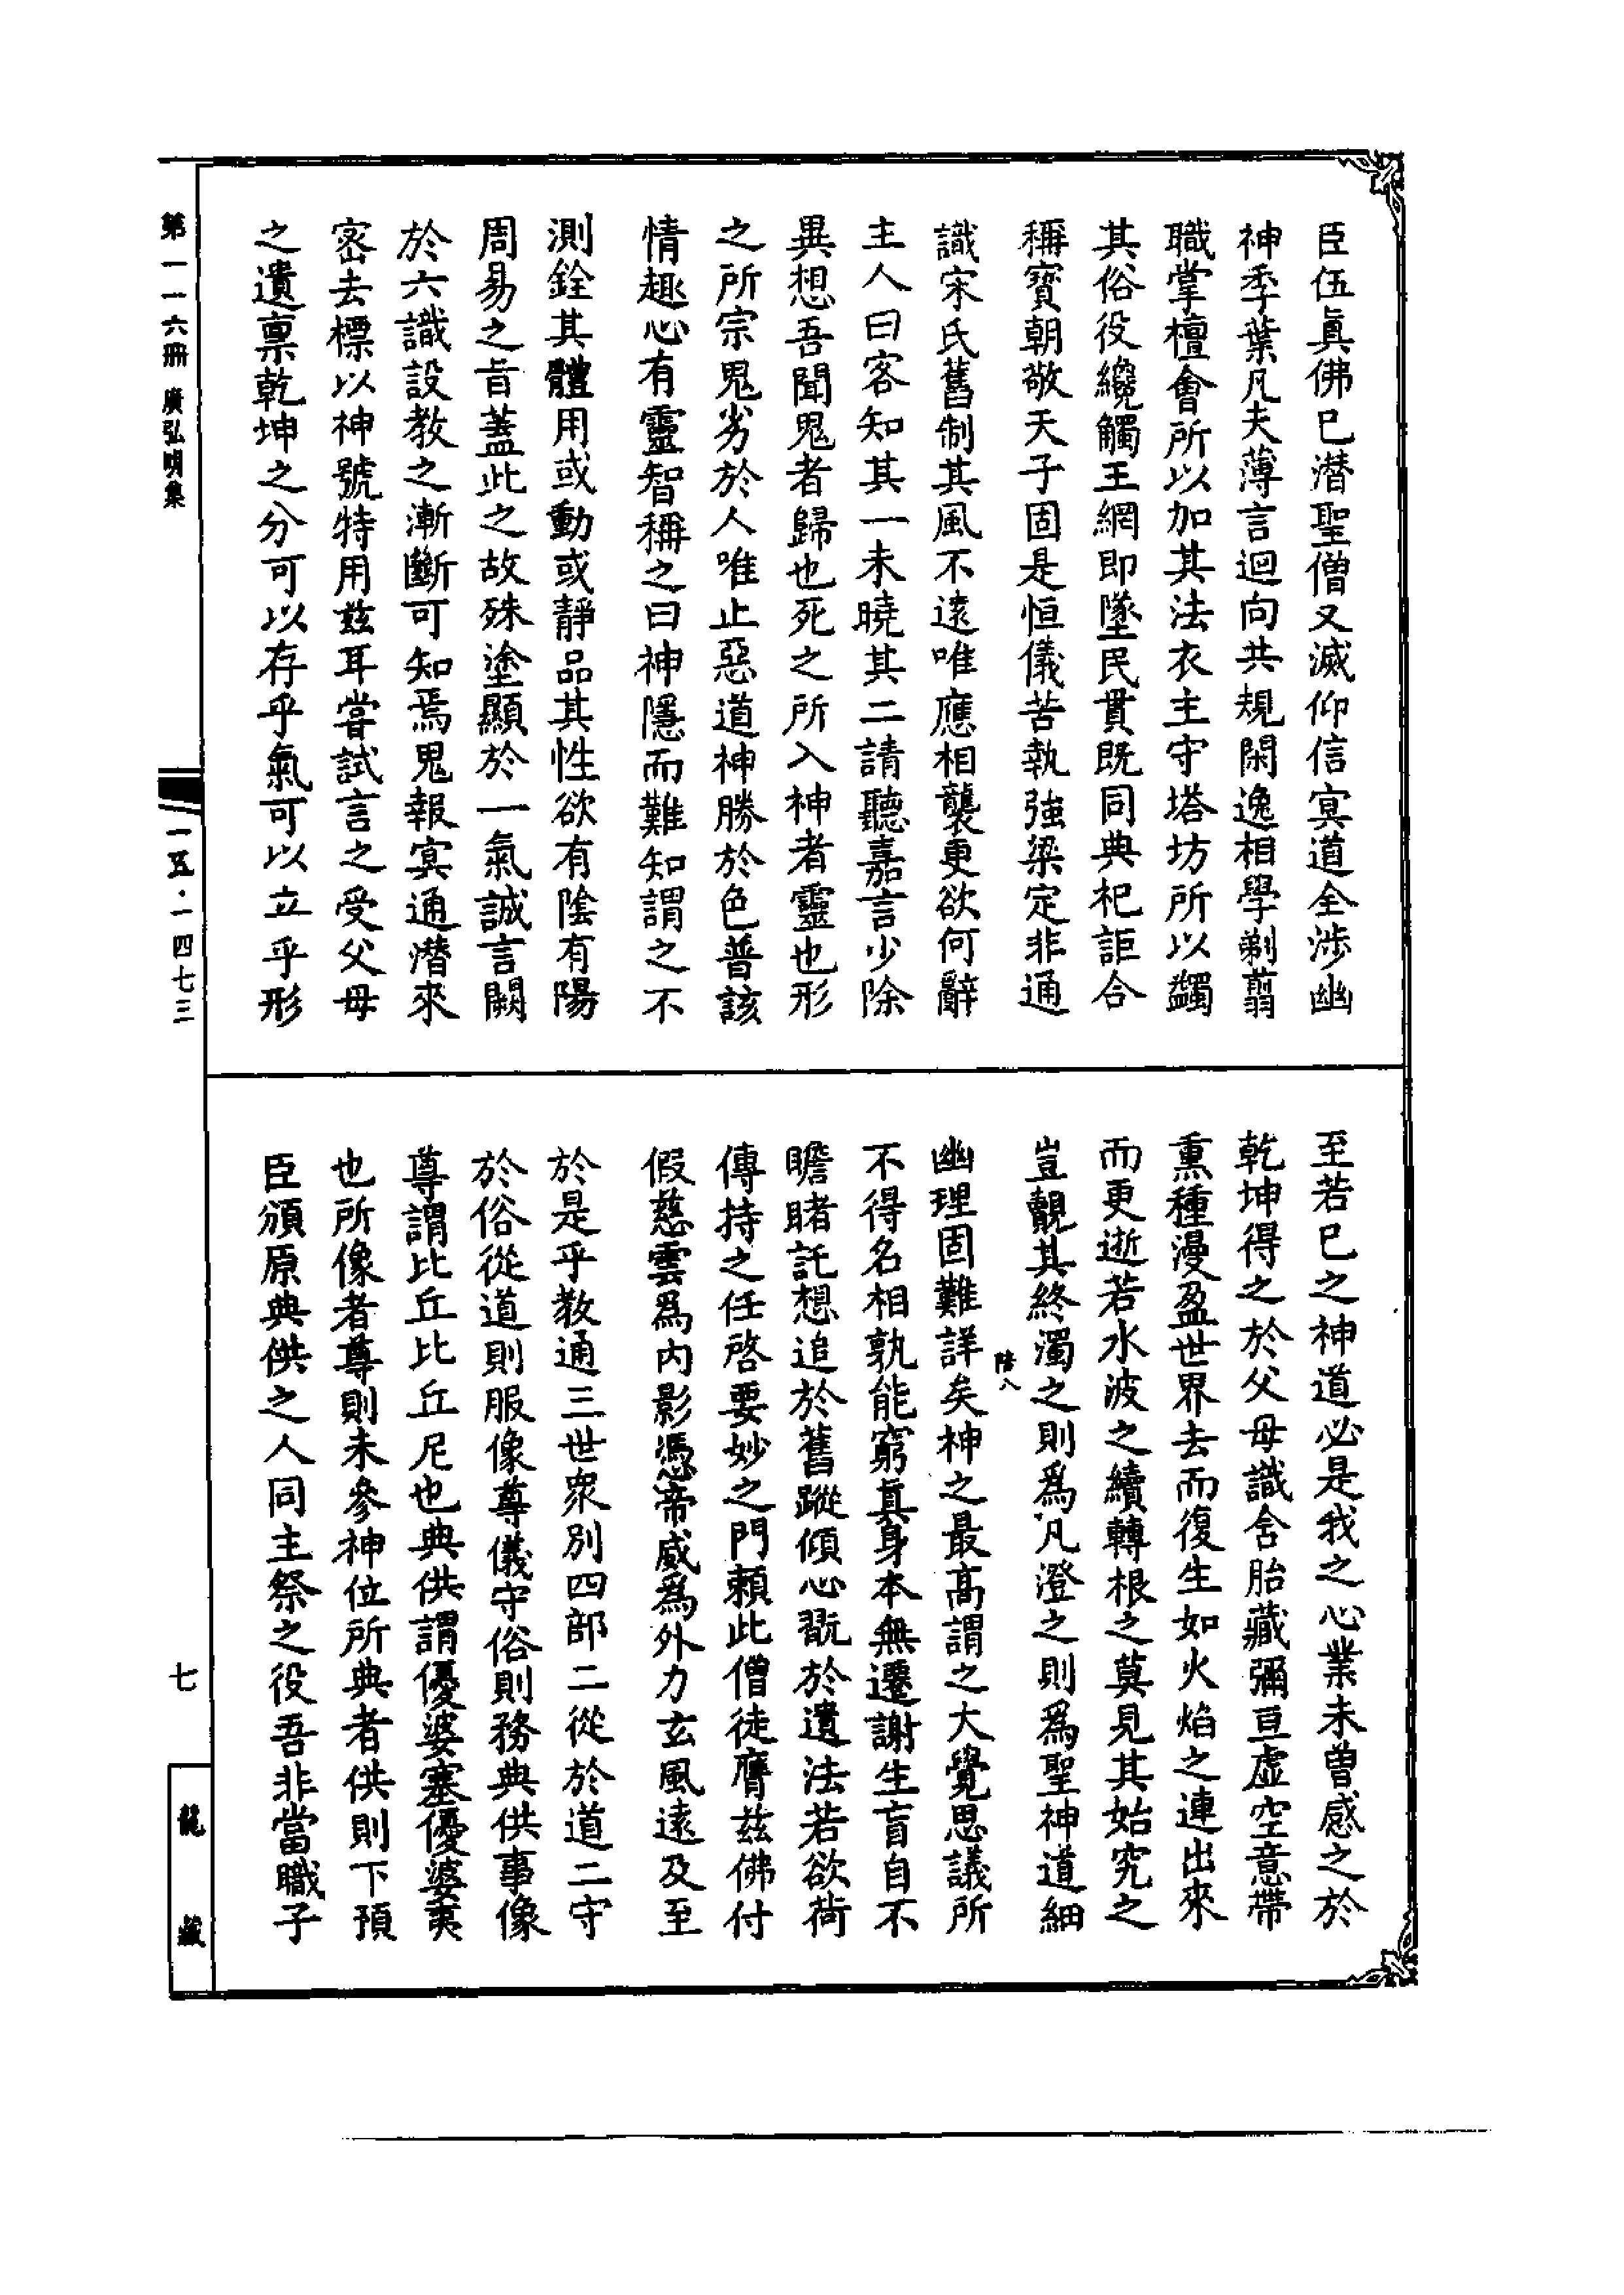 臣伍眞佛已潛聖僧又滅仰信㝠道全涉幽
神季葉凡夫薄言迴向共規閑逸相學剃翦
職掌檀會所以加其法衣主守塔坊所以蠲
其俗役纔觸王網即墜民貫既同典祀詎合
稱寳朝敬天子固是恒儀苦執強梁定非通
識宋氏舊制其風不遠唯應相襲更欲何辭
主人曰客知其一未曉其二請聽嘉言少除
異想吾聞鬼者歸也死之所入神者靈也形
之所宗鬼劣於人唯止惡道神勝於色普該
情趣心有靈智稱之曰神隱而難知謂之不
測銓其體用或動或靜品其性欲有陰有陽
周易之旨蓋此之故殊塗顯於一氣誠言闕
於六識設教之漸斷可知焉鬼報㝠通潛來
密去標以神號特用兹耳嘗試言之受父母
之遺稟乾坤之分可以存乎氣可以立乎形
至若已之神道必是我之心業未曾感之於
乾坤得之於父母識含胎藏彌亘虛空意帶
熏種漫盈世界去而復生如火焰之連出來
而更逝若水波之續轉根之莫見其始究之
豈觀其終濁之則爲凡澄之則爲聖神道細
陪八
幽理固難詳矣神之最高謂之大覺思議所
不得名相孰能窮眞身本無遷謝生盲自不
瞻睹託想追於舊蹤傾心翫於遺法若欲荷
傳持之任啓要妙之門賴此僧徒膺兹佛付
假慈雲爲内影憑帝威爲外力玄風遠及至
於是乎教通三世衆別四部二從於道二守
於俗從道則服像尊儀守俗則務典供事像
尊謂比丘比丘尼也典供謂優婆塞優婆夷
也所像者尊則未參神位所典者供則下預
臣頒原典供之人同主祭之役吾非當職子
第一一六冊 廣弘明集
一五·一四七三
七
龍藏